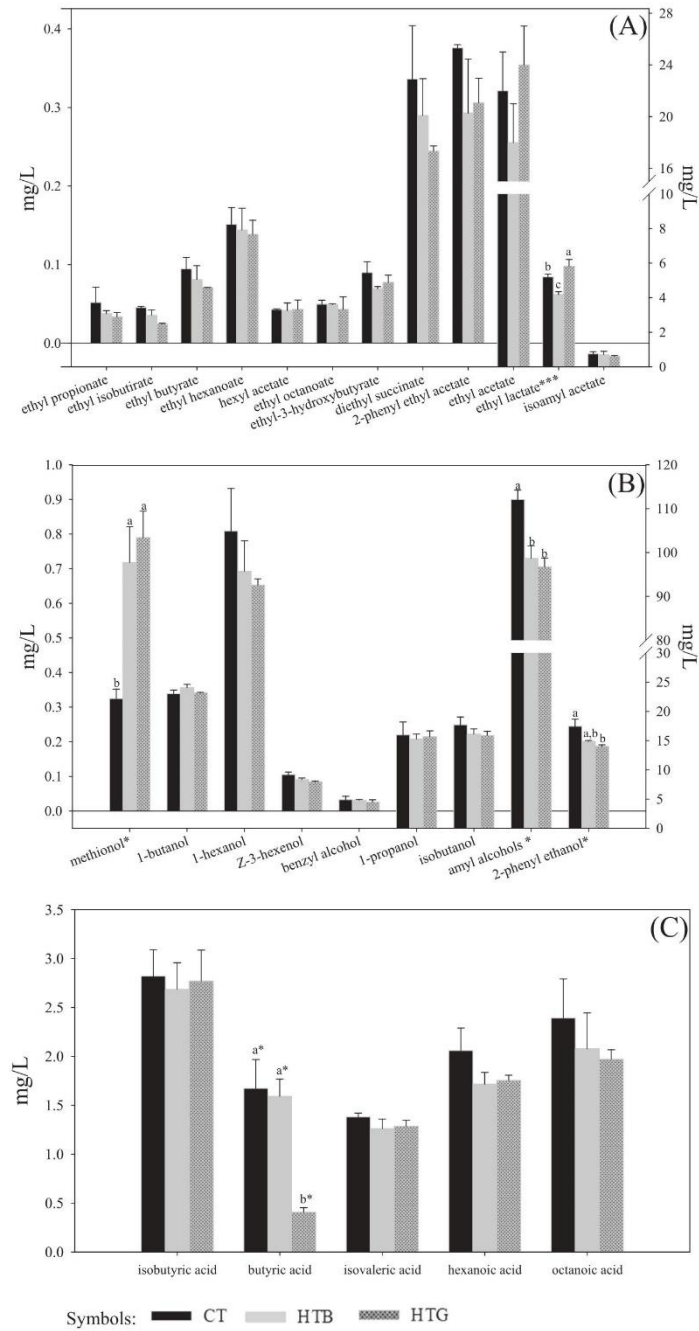 (A)
mg/L
0.4
0.3
0.2
0.1
0.0
28
24
20
16
10
8
6
4
2
0
mg/L
b
c
a
ethyl propionate
ethyl isobutirate
ethyl butyrate
ethyl hexanoate
hexyl acetate
ethyl octanoate
ethyl-3-hydroxybutyrate
diethyl succinate
2-phenyl ethyl acetate
ethyl acetate
ethyl lactate***
isoamyl acetate
(B)
mg/L
1.0
0.9
0.8
0.7
0.6
0.5
0.4
0.3
0.2
0.1
0.0
120
110
100
90
80
30
25
20
15
10
5
0
mg/L
b
a
a
a
b
b
a
a,b
b
methionol*
1-butanol
1-hexanol
Z-3-hexenol
benzyl alcohol
1-propanol
isobutanol
amyl alcohols *
2-phenyl ethanol*
(C)
mg/L
3.5
3.0
2.5
2.0
1.5
1.0
0.5
0.0
a*
a*
b*
isobutyric acid
butyric acid
isovaleric acid
hexanoic acid
octanoic acid
Symbols: CT HTB HTG